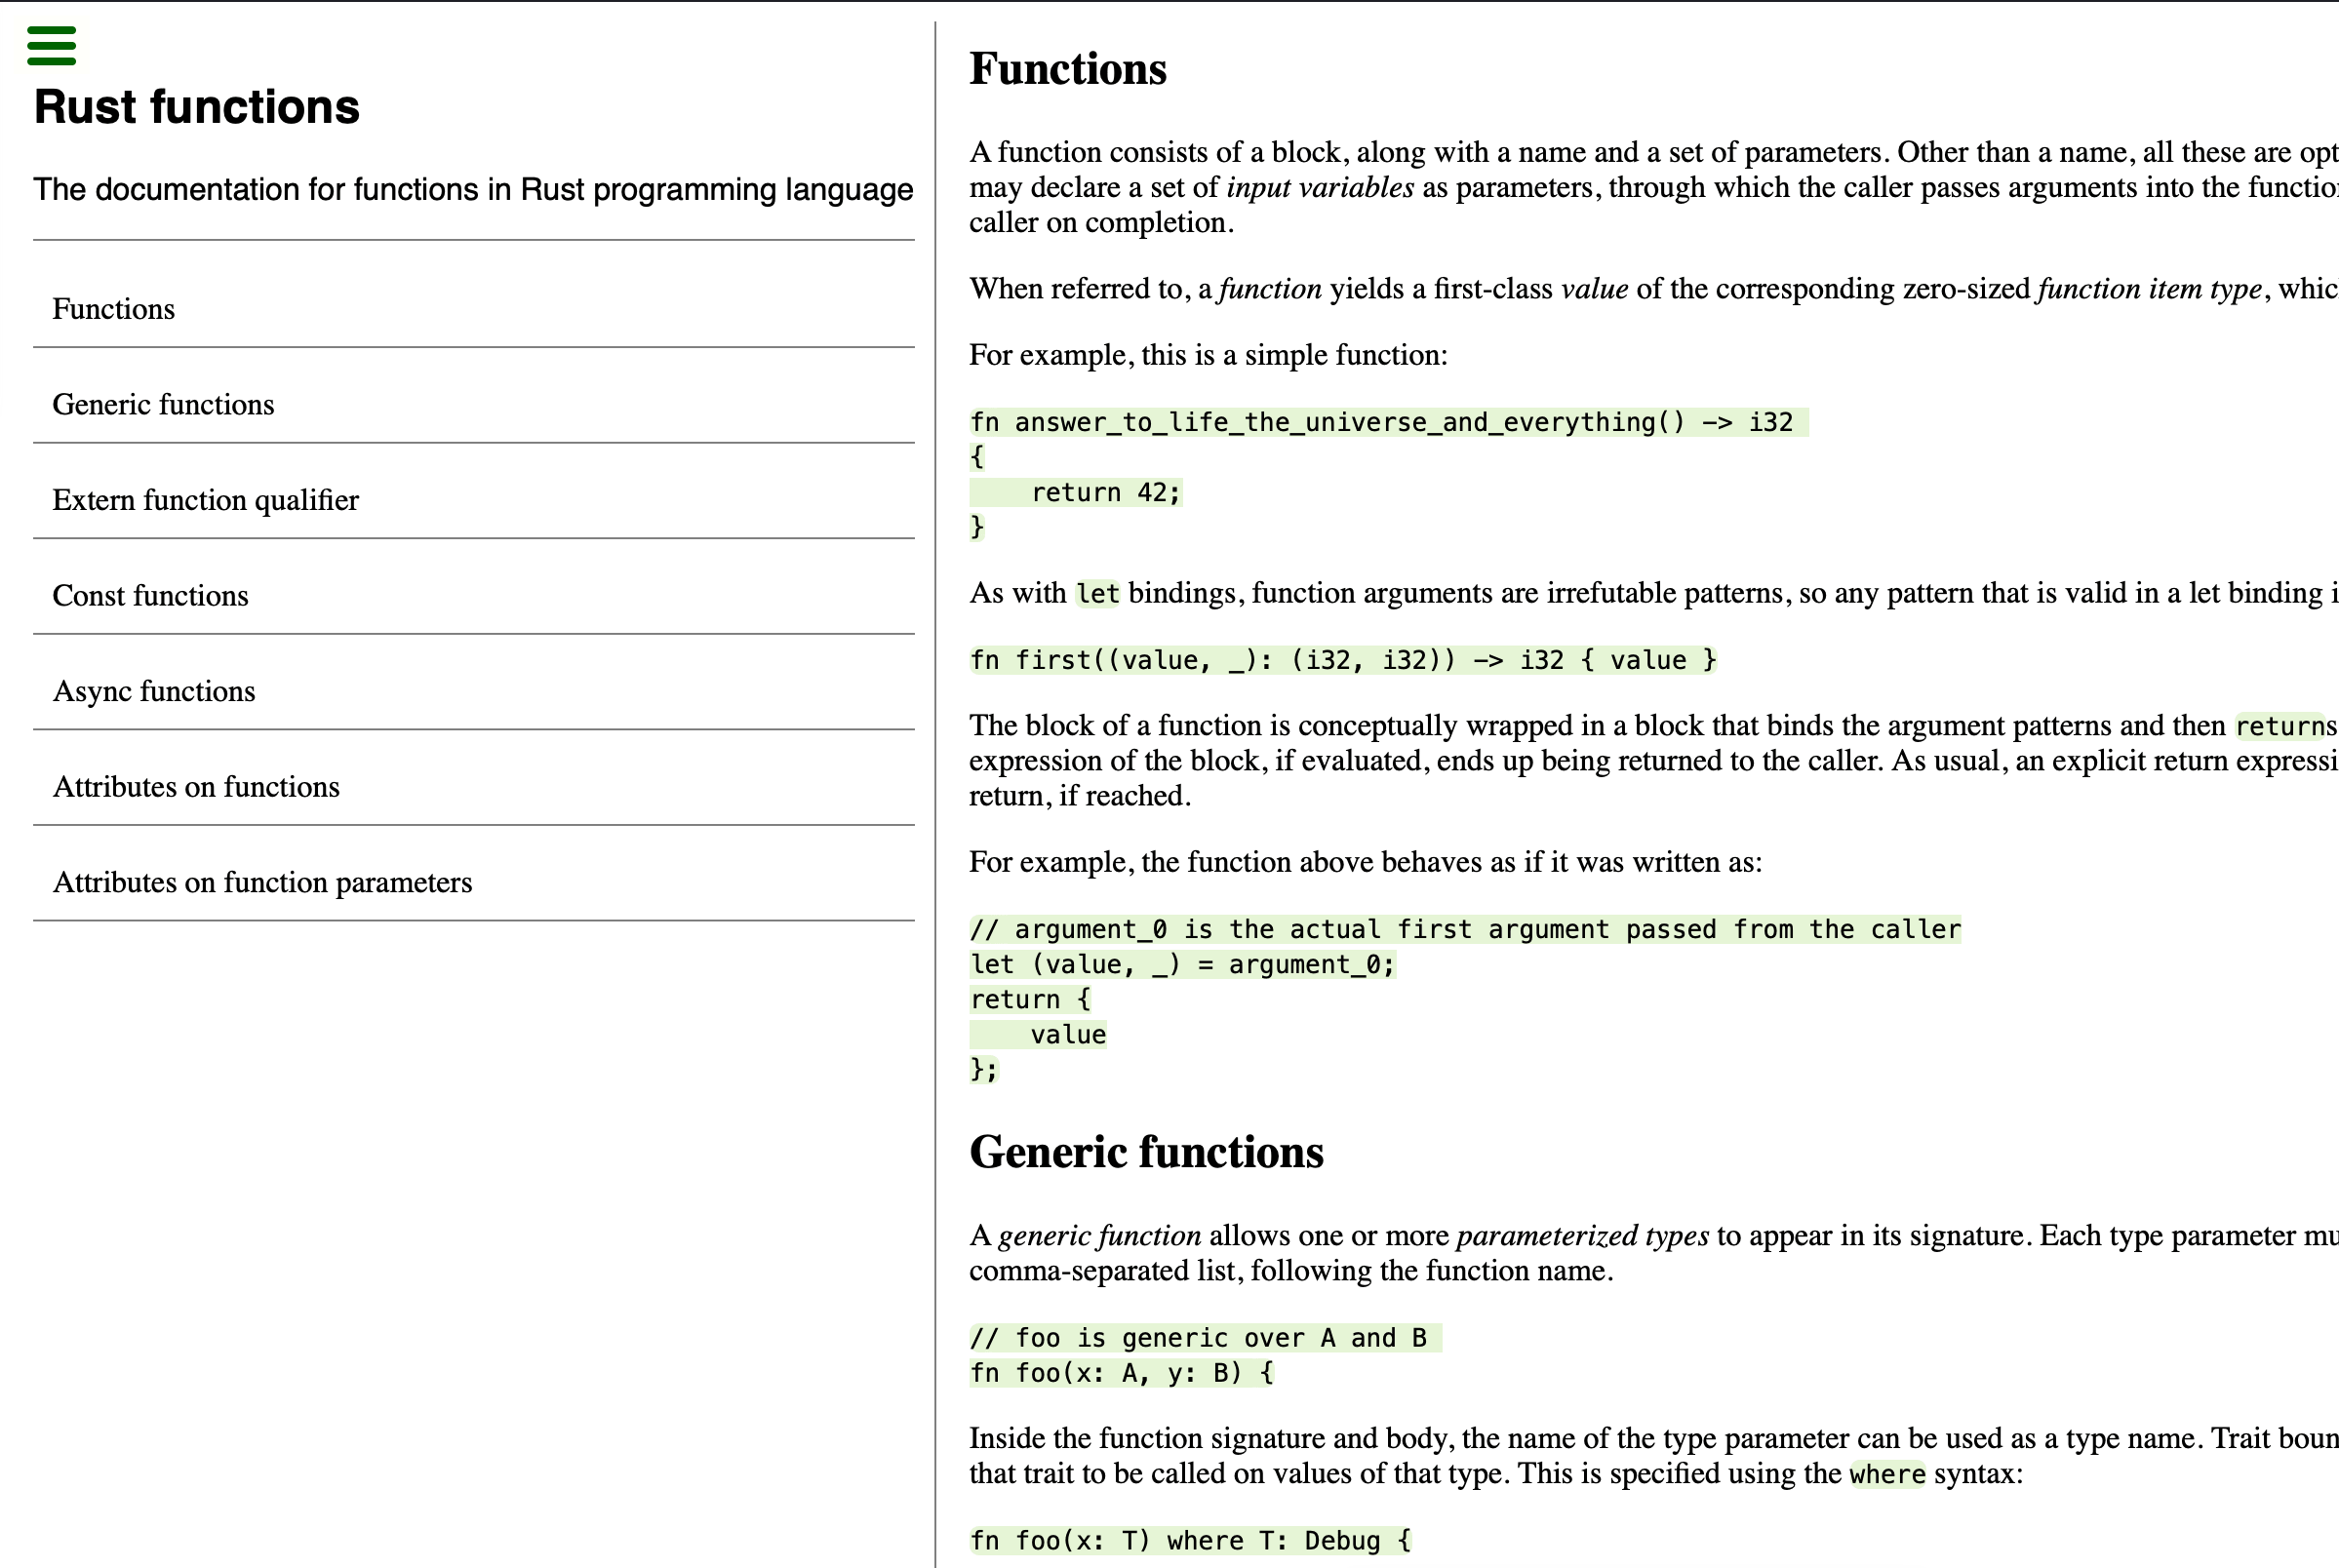 Rust functions
The documentation for functions in Rust programming language
Functions
Generic functions
Extern function qualifier
Const functions
Async functions
Attributes on functions
Attributes on function parameters
Functions
A function consists of a block, along with a name and a set of parameters. Other than a name, all these are opt
may declare a set of input variables as parameters, through which the caller passes arguments into the function
caller on completion.
When referred to, a function yields a first-class value of the corresponding zero-sized function item type, whic
For example, this is a simple function:
fn answer_to_life_the_universe_and_everything() -> i32
{
    return 42;
}
As with let bindings, function arguments are irrefutable patterns, so any pattern that is valid in a let binding i
fn first((value, _): (i32, i32)) -> i32 { value }
The block of a function is conceptually wrapped in a block that binds the argument patterns and then returns
expression of the block, if evaluated, ends up being returned to the caller. As usual, an explicit return expressi
return, if reached.
For example, the function above behaves as if it was written as:
// argument_0 is the actual first argument passed from the caller
let (value, _) = argument_0;
return {
    value
};
Generic functions
A generic function allows one or more parameterized types to appear in its signature. Each type parameter mu
comma-separated list, following the function name.
// foo is generic over A and B
fn foo(x: A, y: B) {
Inside the function signature and body, the name of the type parameter can be used as a type name. Trait boun
that trait to be called on values of that type. This is specified using the where syntax:
fn foo(x: T) where T: Debug {